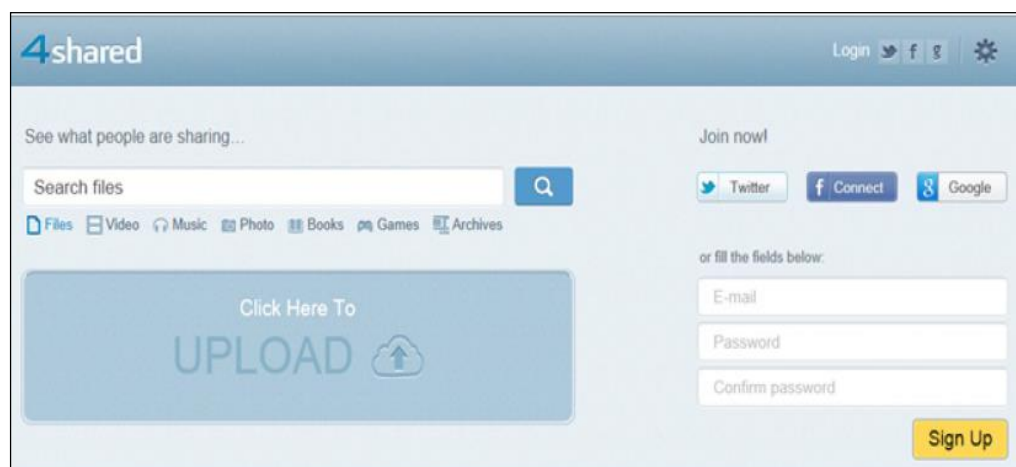 4shared
Login
See what people are sharing...
Search files
Files Video Music Photo Books Games Archives
Click Here To
UPLOAD
Join now!
Twitter f Connect g Google
or fill the fields below:
E-mail
Password
Confirm password
Sign Up